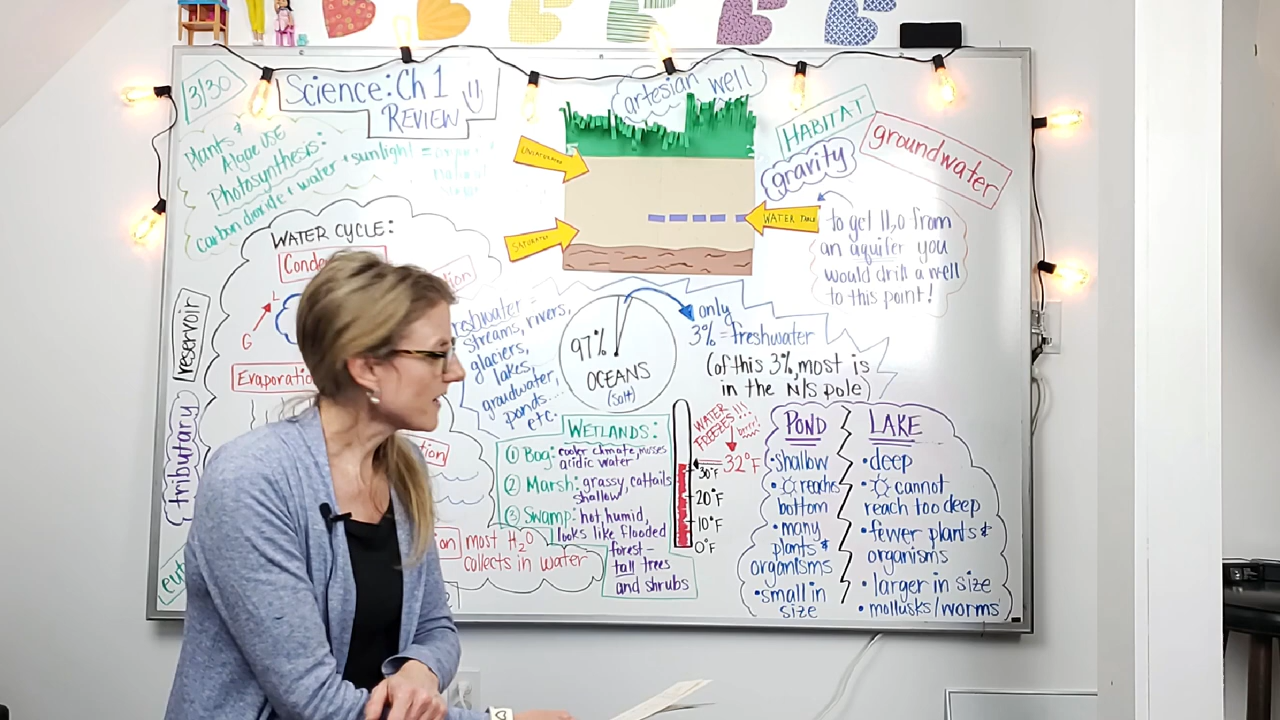 3/30
Science: Ch 1
REVIEW
artesian well
HABITAT
gravity
groundwater
Plants &
Algae use
Photosynthesis:
carbon dioxide + water + sunlight =
UNSATURATED
SATURATED
WATER TABLE
to get H2O from
an aquifer you
would drill a well
to this point!
WATER CYCLE:
G
L
Evaporatio
reservoir
tributary
eshwater =
streams, rivers,
glaciers,
lakes,
groudwater,
ponds...
etc.
97%
OCEANS
(salt)
only
3% = freshwater
(of this 3%, most is
in the N/S pole)
WETLANDS:
① Bog: cooler climate, mosses
acidic water
② Marsh: grassy, cattails
shallow
③ Swamp: hot, humid,
looks like flooded
forest -
tall trees
and shrubs
most H2O
collects in water
WATER
FREEZES!!!
brrr!
32°F
30°F
20°F
10°F
0°F
POND
•shallow
• reaches
bottom
• many
plants &
organisms
•small in
size
LAKE
•deep
• cannot
reach too deep
•fewer plants &
organisms
•larger in size
•mollusks/worms